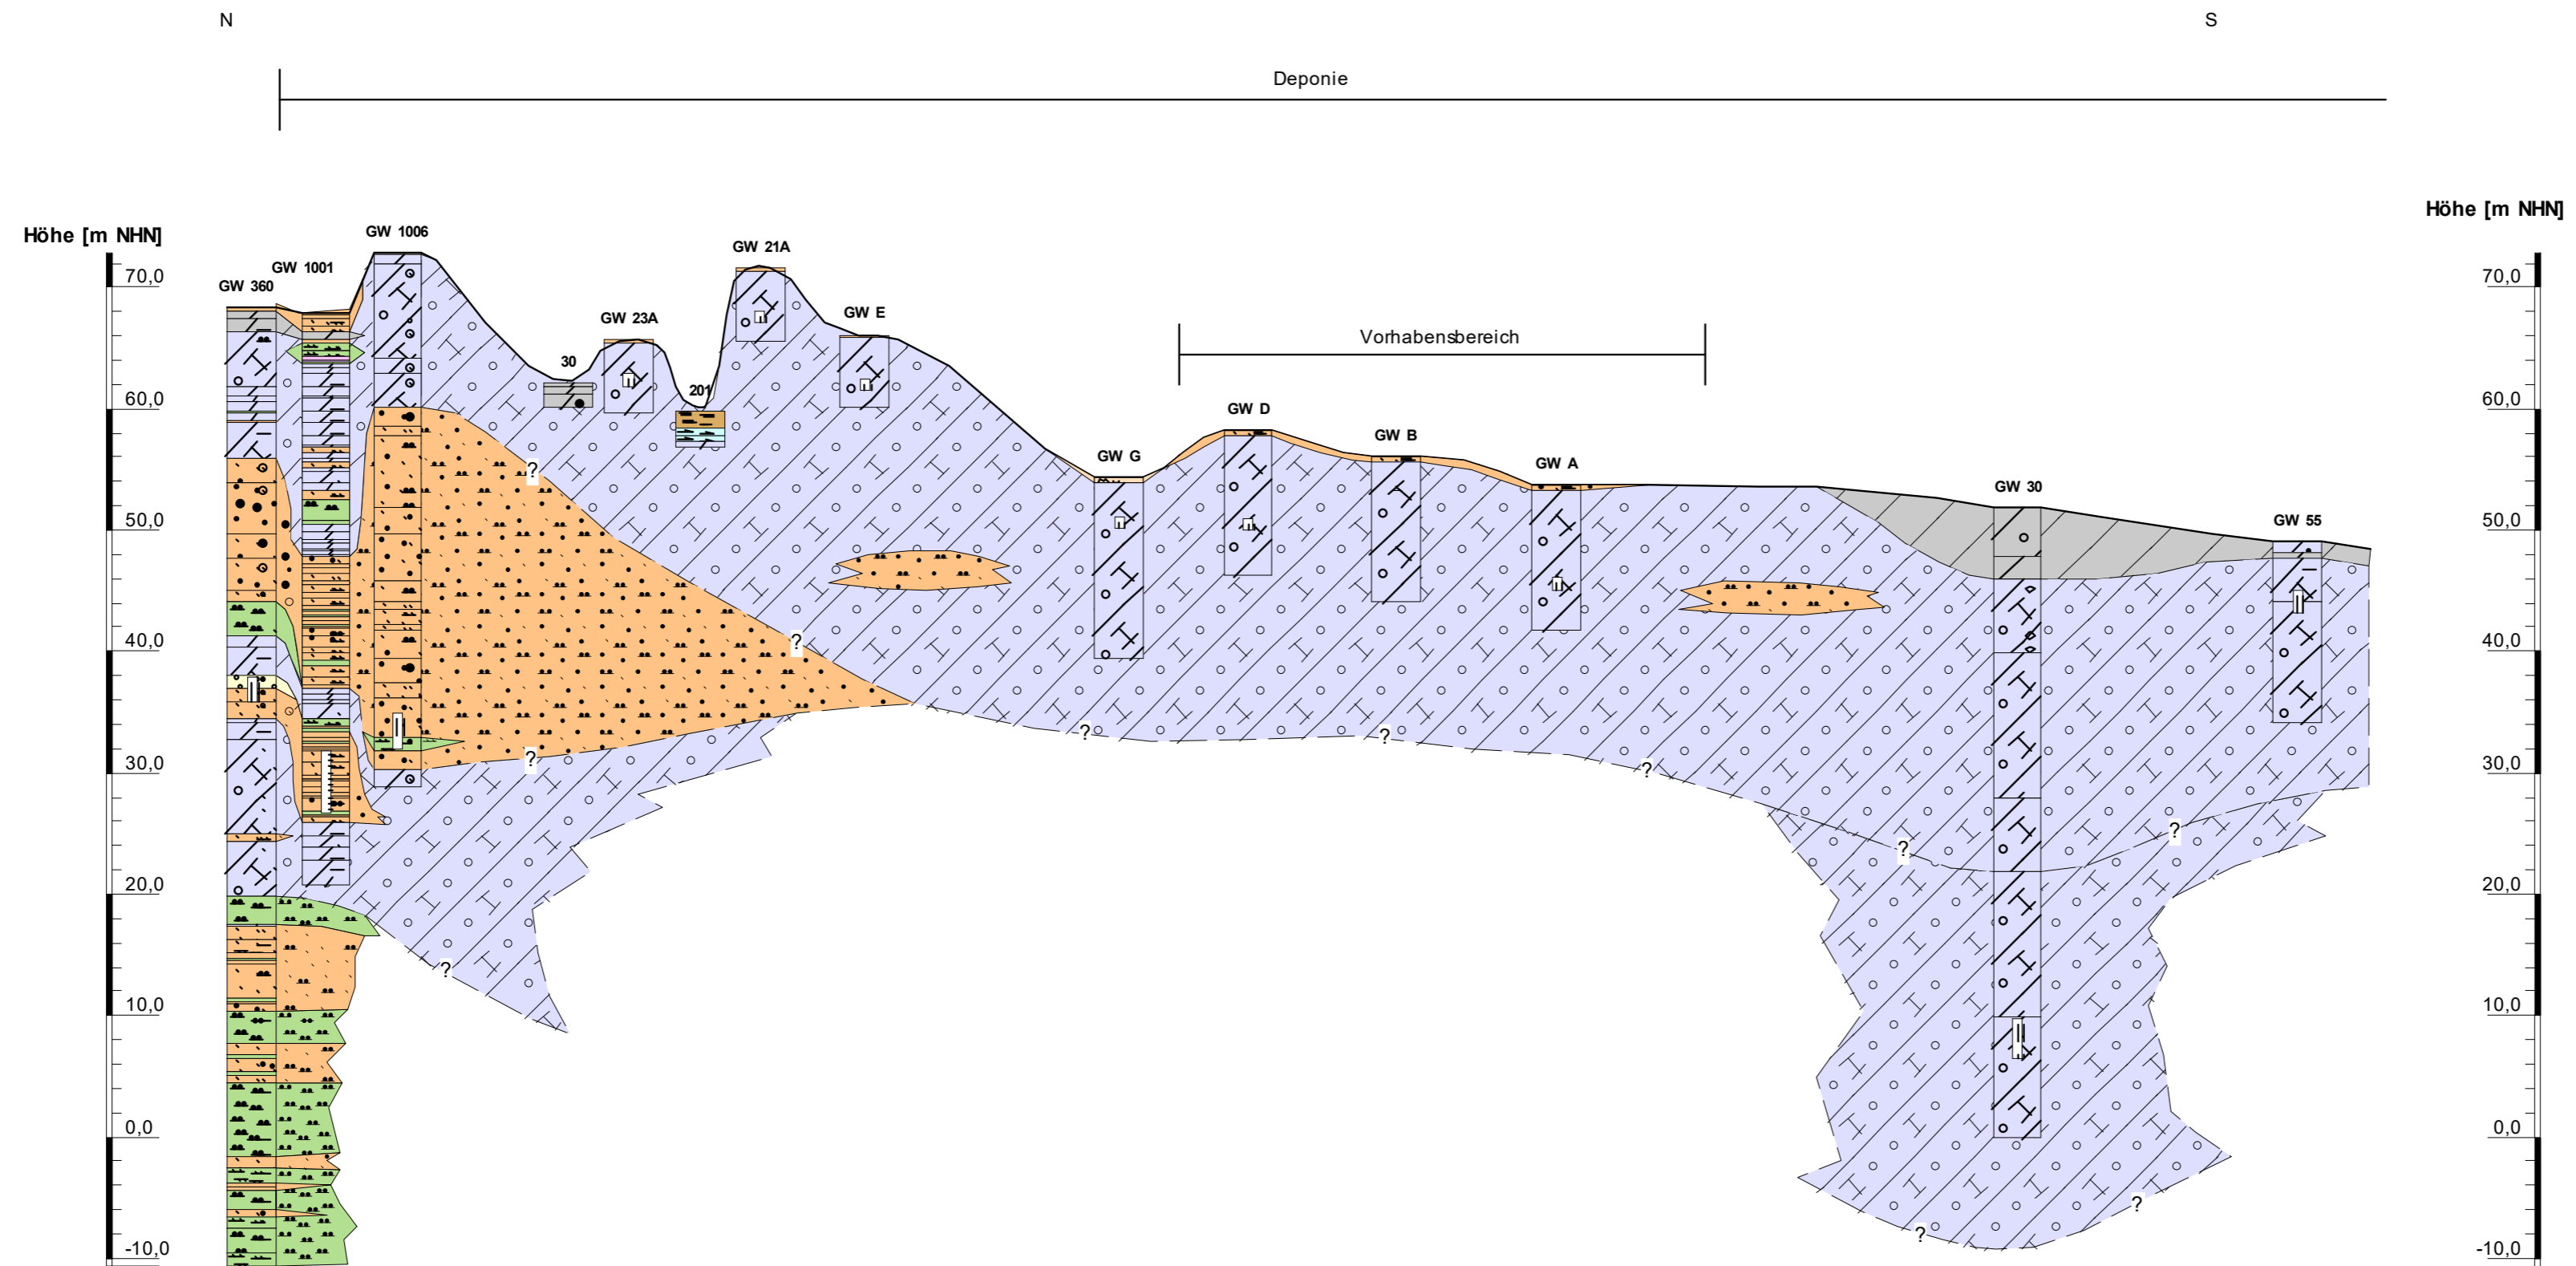 N
S
Deponie
Höhe [m NHN]
Höhe [m NHN]
GW 1006
GW 21A
GW 1001
70,0
70,0
GW 360
GW E
GW 23A
Vorhabensbereich
30
201
60,0
60,0
GW D
GW B
GW G
GW A
?
GW 30
50,0
50,0
GW 55
40,0
40,0
?
?
?
?
30,0
30,0
?
?
?
20,0
20,0
?
10,0
10,0
0,0
0,0
?
?
-10,0
-10,0